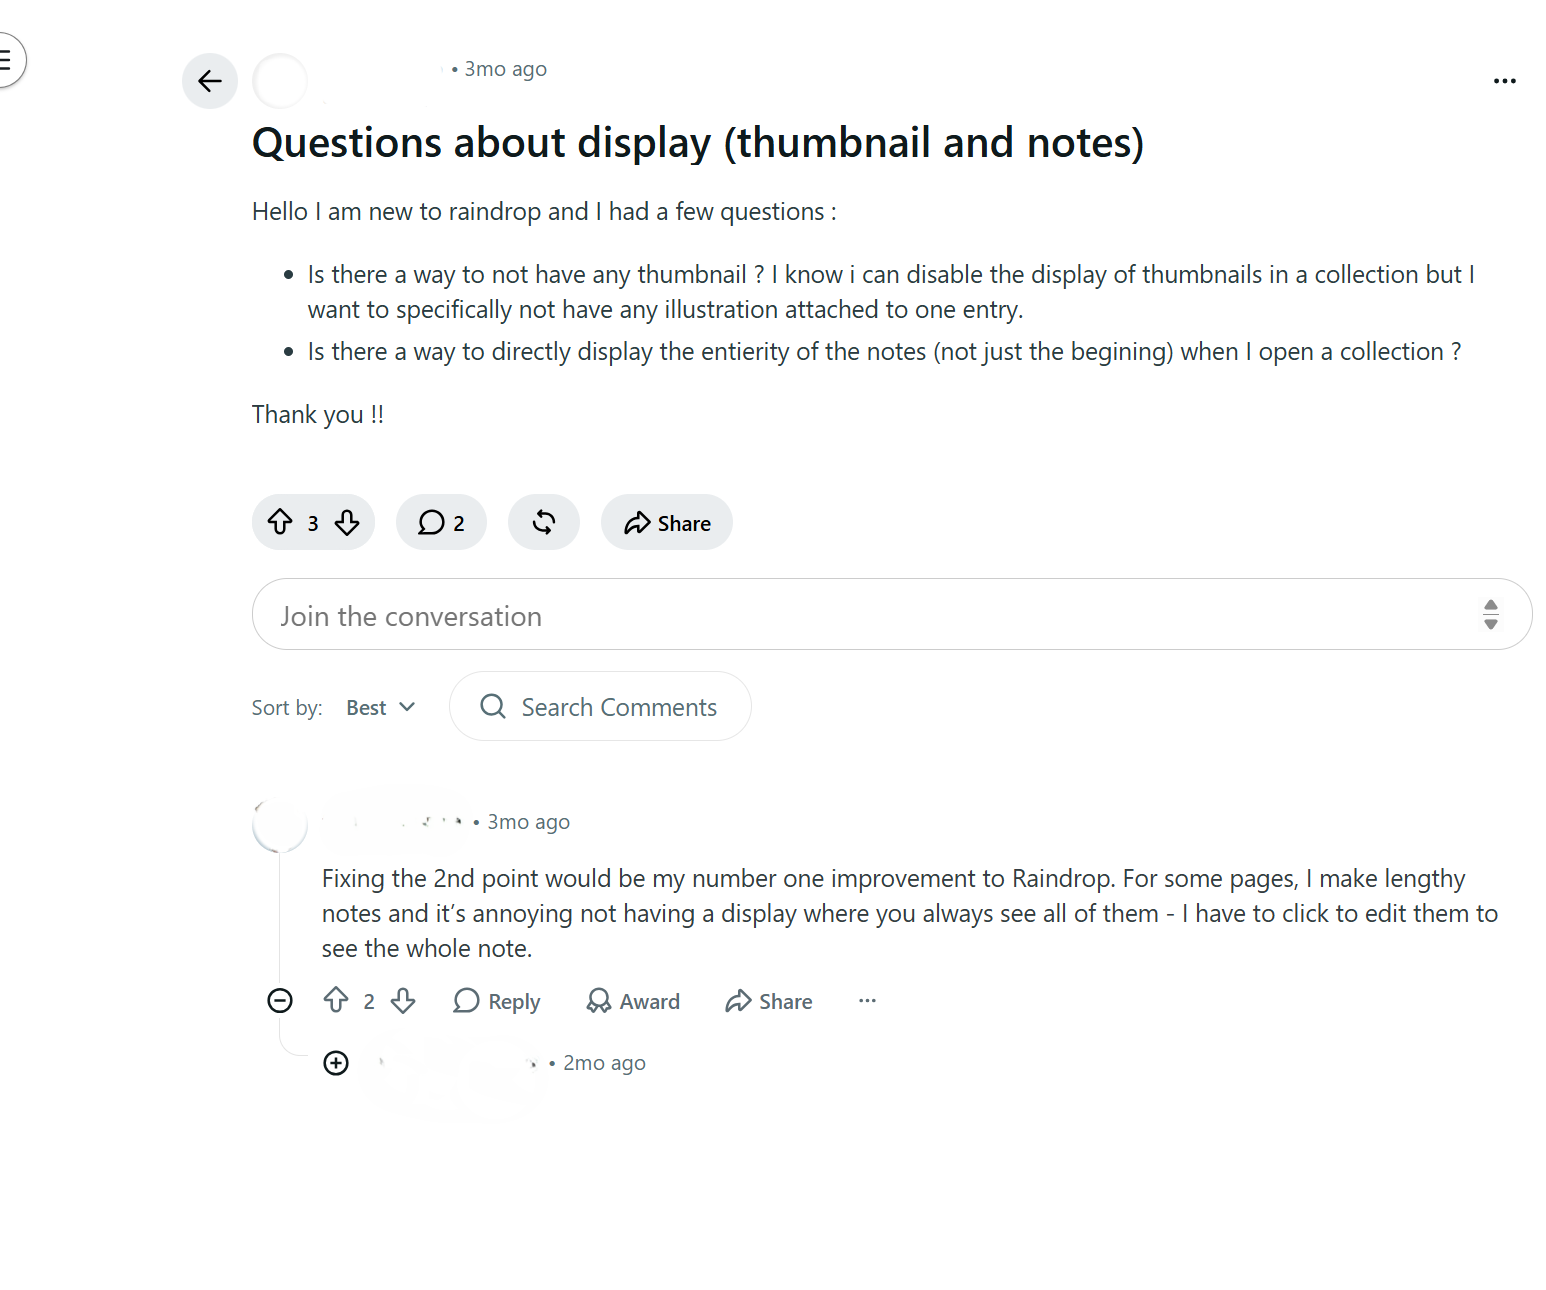 • 3mo ago
Questions about display (thumbnail and notes)
Hello I am new to raindrop and I had a few questions :
• Is there a way to not have any thumbnail ? I know i can disable the display of thumbnails in a collection but I
want to specifically not have any illustration attached to one entry.
• Is there a way to directly display the entierity of the notes (not just the begining) when I open a collection ?
Thank you !!
3
2
Share
Join the conversation
Sort by: Best
Search Comments
• 3mo ago
Fixing the 2nd point would be my number one improvement to Raindrop. For some pages, I make lengthy
notes and it’s annoying not having a display where you always see all of them - I have to click to edit them to
see the whole note.
2 Reply Award Share
• 2mo ago